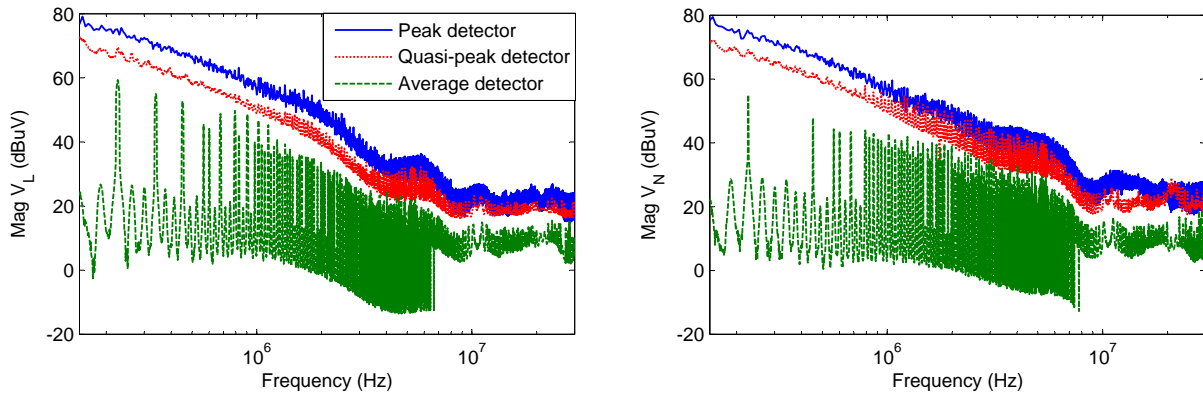 80
60
40
20
0
-20
Mag V_L (dBuV)
10^6
10^7
Frequency (Hz)
Peak detector
Quasi-peak detector
Average detector
80
60
40
20
0
-20
Mag V_N (dBuV)
10^6
10^7
Frequency (Hz)